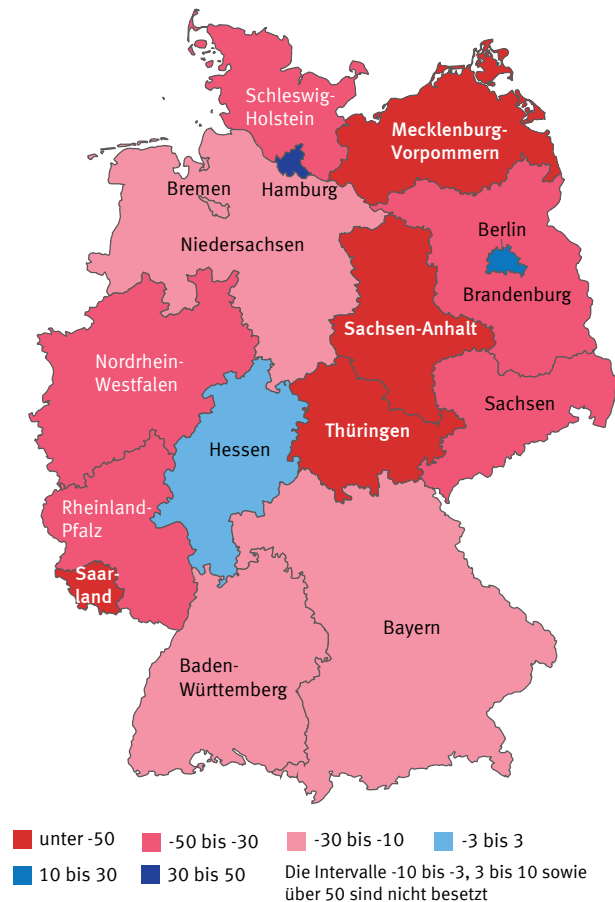 Schleswig-
Holstein
Mecklenburg-
Vorpommern
Bremen
Hamburg
Berlin
Niedersachsen
Brandenburg
Sachsen-Anhalt
Nordrhein-
Westfalen
Sachsen
Thüringen
Hessen
Rheinland-
Pfalz
Saar-
land
Bayern
Baden-
Württemberg
unter -50
-50 bis -30
-30 bis -10
-3 bis 3
10 bis 30
30 bis 50
Die Intervalle -10 bis -3, 3 bis 10 sowie
über 50 sind nicht besetzt